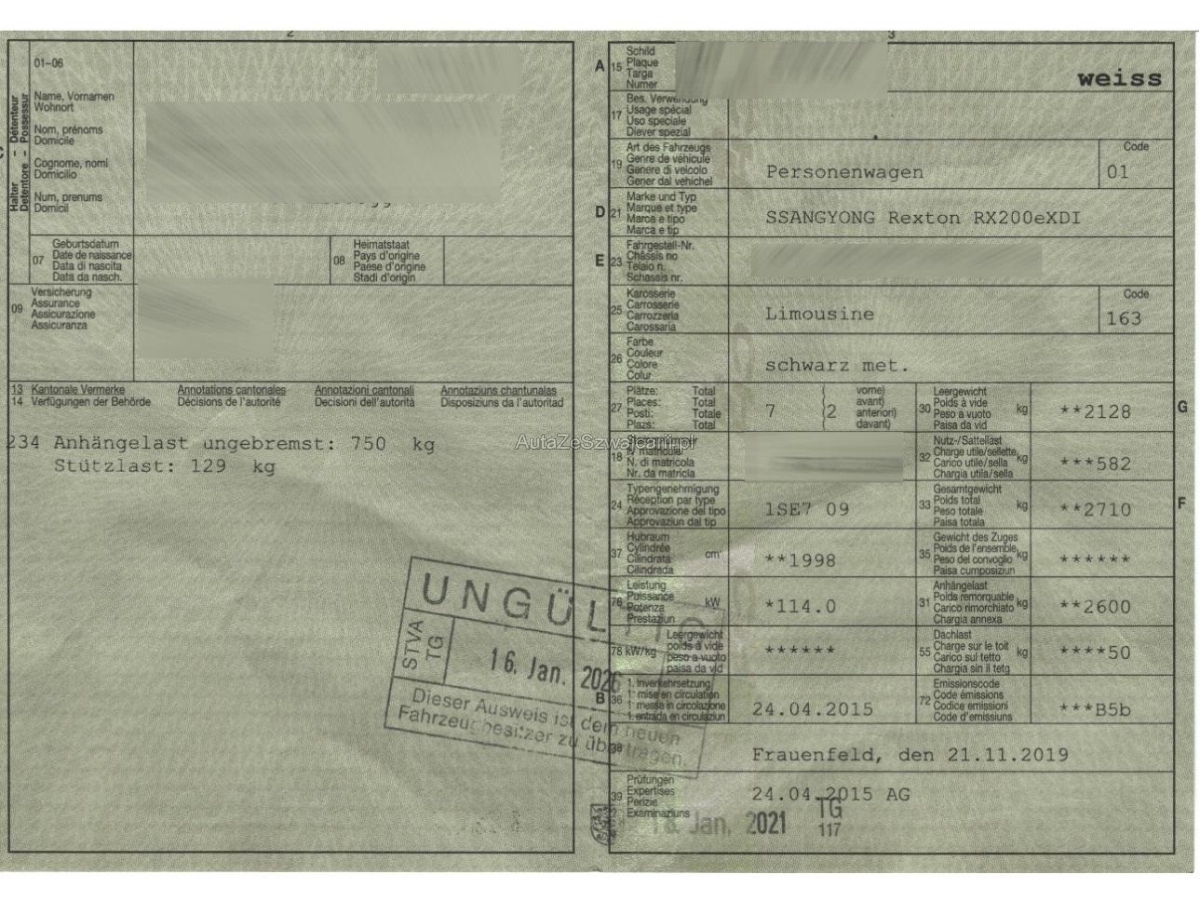 2
01-06
Halter - Détenteur
Detentore - Possessur
Name, Vornamen
Wohnort
Nom, prénoms
Domicile
Cognome, nomi
Domicilio
Num, prenums
Domicil
07
Geburtsdatum
Date de naissance
Data di nascita
Data da nasch.
08
Heimatstaat
Pays d'origine
Paese d'origine
Stadi d'origin
09
Versicherung
Assurance
Assicurazione
Assicuranza
13 Kantonale Vermerke Annotations cantonales Annotazioni cantonali Annotaziuns chantunalas
14 Verfügungen der Behörde Décisions de l'autorité Decisioni dell'autorità Disposiziuns da l'autoritad
234 Anhängelast ungebremst: 750 kg
Stützlast: 129 kg
AutaZeSzwajcarii.pl
UNGÜLTIG
STVA
TG
16. Jan. 2026
Dieser Ausweis ist dem neuen
Fahrzeugbesitzer zu übertragen.
3
A 15
Schild
Plaque
Targa
Numer
weiss
17
Bes. Verwendung
Usage spécial
Uso speciale
Diever spezial
19
Art des Fahrzeugs
Genre de véhicule
Genere di veicolo
Gener dal vehichel
Personenwagen
Code
01
D 21
Marke und Typ
Marque et type
Marca e tipo
Marca e tip
SSANGYONG Rexton RX200eXDI
E 23
Fahrgestell-Nr.
Châssis no
Telaio n.
Schassis nr.
25
Karosserie
Carrosserie
Carrozzeria
Carossaria
Limousine
Code
163
26
Farbe
Couleur
Colore
Colur
schwarz met.
27
Plätze: Total
Places: Total
Posti: Totale
Plazs: Total
7 (2
vorne)
avant)
anteriori)
davant)
30
Leergewicht
Poids à vide
Peso a vuoto
Paisa da vid
kg
**2128
G
18
Stammnummer
N° matricule
N. di matricola
Nr. da matricla
32
Nutz-/Sattellast
Charge utile/sellette
Carico utile/sella
Chargia utila/sella
kg
***582
24
Typengenehmigung
Réception par type
Approvazione del tipo
Approvaziun dal tip
1SE7 09
33
Gesamtgewicht
Poids total
Peso totale
Paisa totala
kg
**2710
F
37
Hubraum
Cylindrée
Cilindrata
Cilindrada
cm³
**1998
35
Gewicht des Zuges
Poids de l'ensemble
Peso del convoglio
Paisa cumposiziun
kg
******
76
Leistung
Puissance
Potenza
Prestaziun
kW
*114.0
31
Anhängelast
Poids remorquable
Carico rimorchiato
Chargia annexa
kg
**2600
78 kW/kg
Leergewicht
poids à vide
peso a vuoto
paisa da vid
******
55
Dachlast
Charge sur le toit
Carico sul tetto
Chargia sin il tetg
kg
****50
B 36
1. Inverkehrsetzung
1re mise en circulation
1. messa in circolazione
1. entrada en circulaziun
24.04.2015
72
Emissionscode
Code émissions
Codice emissioni
Code d'emissiuns
***B5b
38
Frauenfeld, den 21.11.2019
39
Prüfungen
Expertises
Perizie
Examinaziuns
24.04.2015 AG
Jan. 2021
TG
117